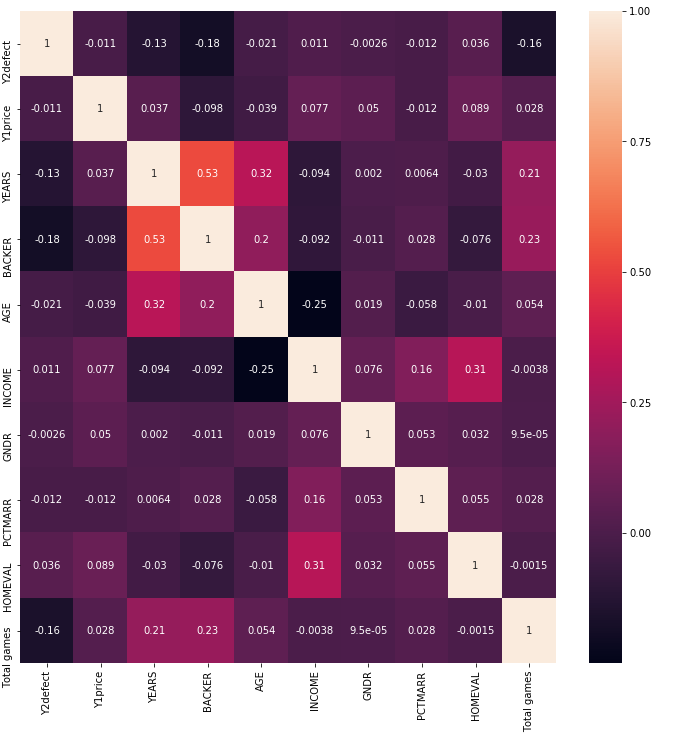 Y2defect 1 -0.011 -0.13 -0.18 -0.021 0.011 -0.0026 -0.012 0.036 -0.16
Y1price -0.011 1 0.037 -0.098 -0.039 0.077 0.05 -0.012 0.089 0.028
YEARS -0.13 0.037 1 0.53 0.32 -0.094 0.002 0.0064 -0.03 0.21
BACKER -0.18 -0.098 0.53 1 0.2 -0.092 -0.011 0.028 -0.076 0.23
AGE -0.021 -0.039 0.32 0.2 1 -0.25 0.019 -0.058 -0.01 0.054
INCOME 0.011 0.077 -0.094 -0.092 -0.25 1 0.076 0.16 0.31 -0.0038
GNDR -0.0026 0.05 0.002 -0.011 0.019 0.076 1 0.053 0.032 9.5e-05
PCTMARR -0.012 -0.012 0.0064 0.028 -0.058 0.16 0.053 1 0.055 0.028
HOMEVAL 0.036 0.089 -0.03 -0.076 -0.01 0.31 0.032 0.055 1 -0.0015
Total games -0.16 0.028 0.21 0.23 0.054 -0.0038 9.5e-05 0.028 -0.0015 1
Y2defect Y1price YEARS BACKER AGE INCOME GNDR PCTMARR HOMEVAL Total games
1.00
0.75
0.50
0.25
0.00